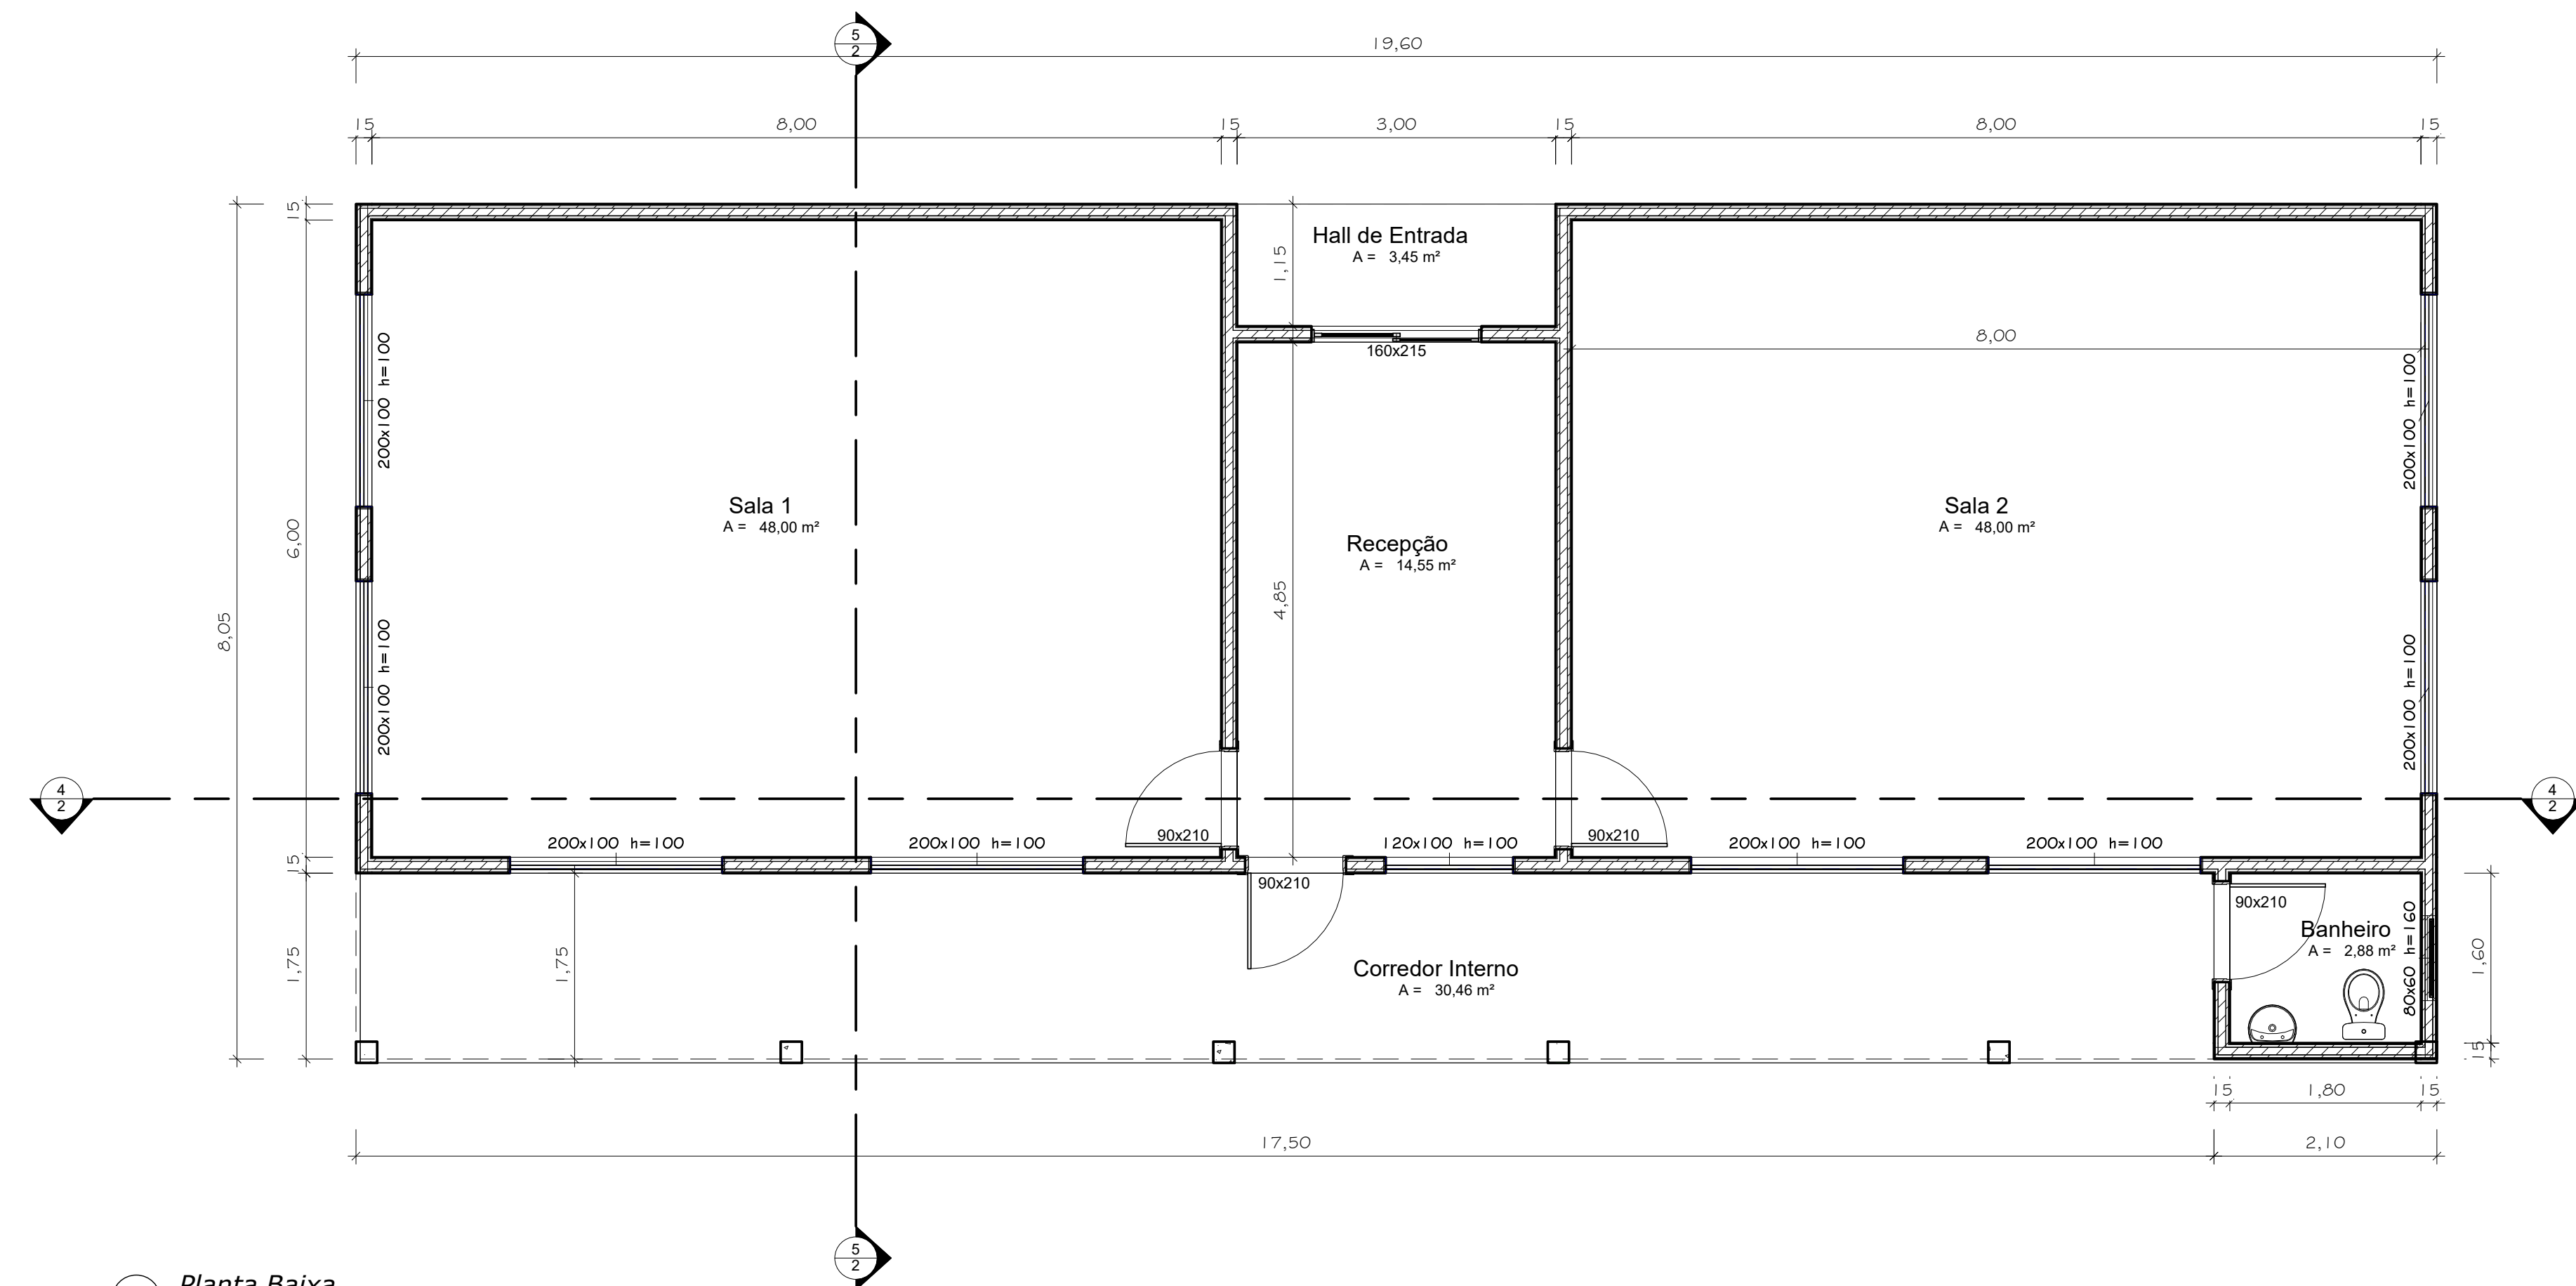 5
2
19,60
15
8,00
15
3,00
15
8,00
15
15
6,00
8,05
15
1,75
Hall de Entrada
A = 3,45 m²
1,15
160x215
8,00
200x100 h=100
200x100 h=100
200x100 h=100
200x100 h=100
Sala 1
A = 48,00 m²
Recepção
A = 14,55 m²
4,85
Sala 2
A = 48,00 m²
4
2
4
2
200x100 h=100
200x100 h=100
90x210
120x100 h=100
90x210
200x100 h=100
200x100 h=100
90x210
90x210
Banheiro
A = 2,88 m²
80x60 h=160
1,60
15
1,75
Corredor Interno
A = 30,46 m²
15
1,80
15
17,50
2,10
5
2
Planta Baixa